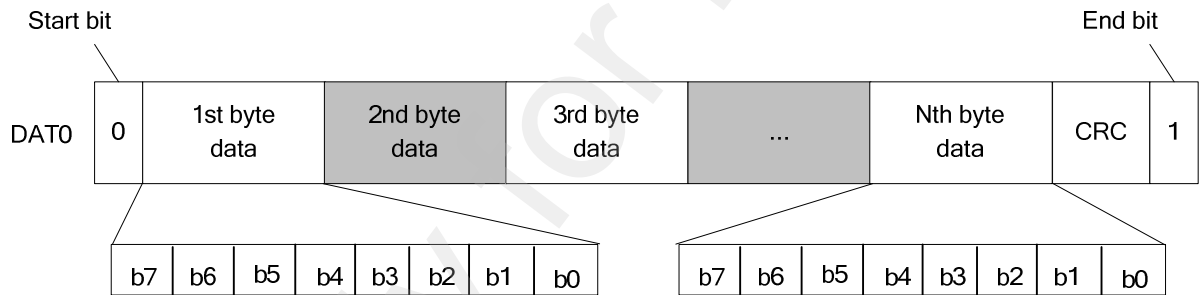 Start bit
End bit
DAT0
0
1st byte
data
2nd byte
data
3rd byte
data
...
Nth byte
data
CRC
1
b7 b6 b5 b4 b3 b2 b1 b0
b7 b6 b5 b4 b3 b2 b1 b0